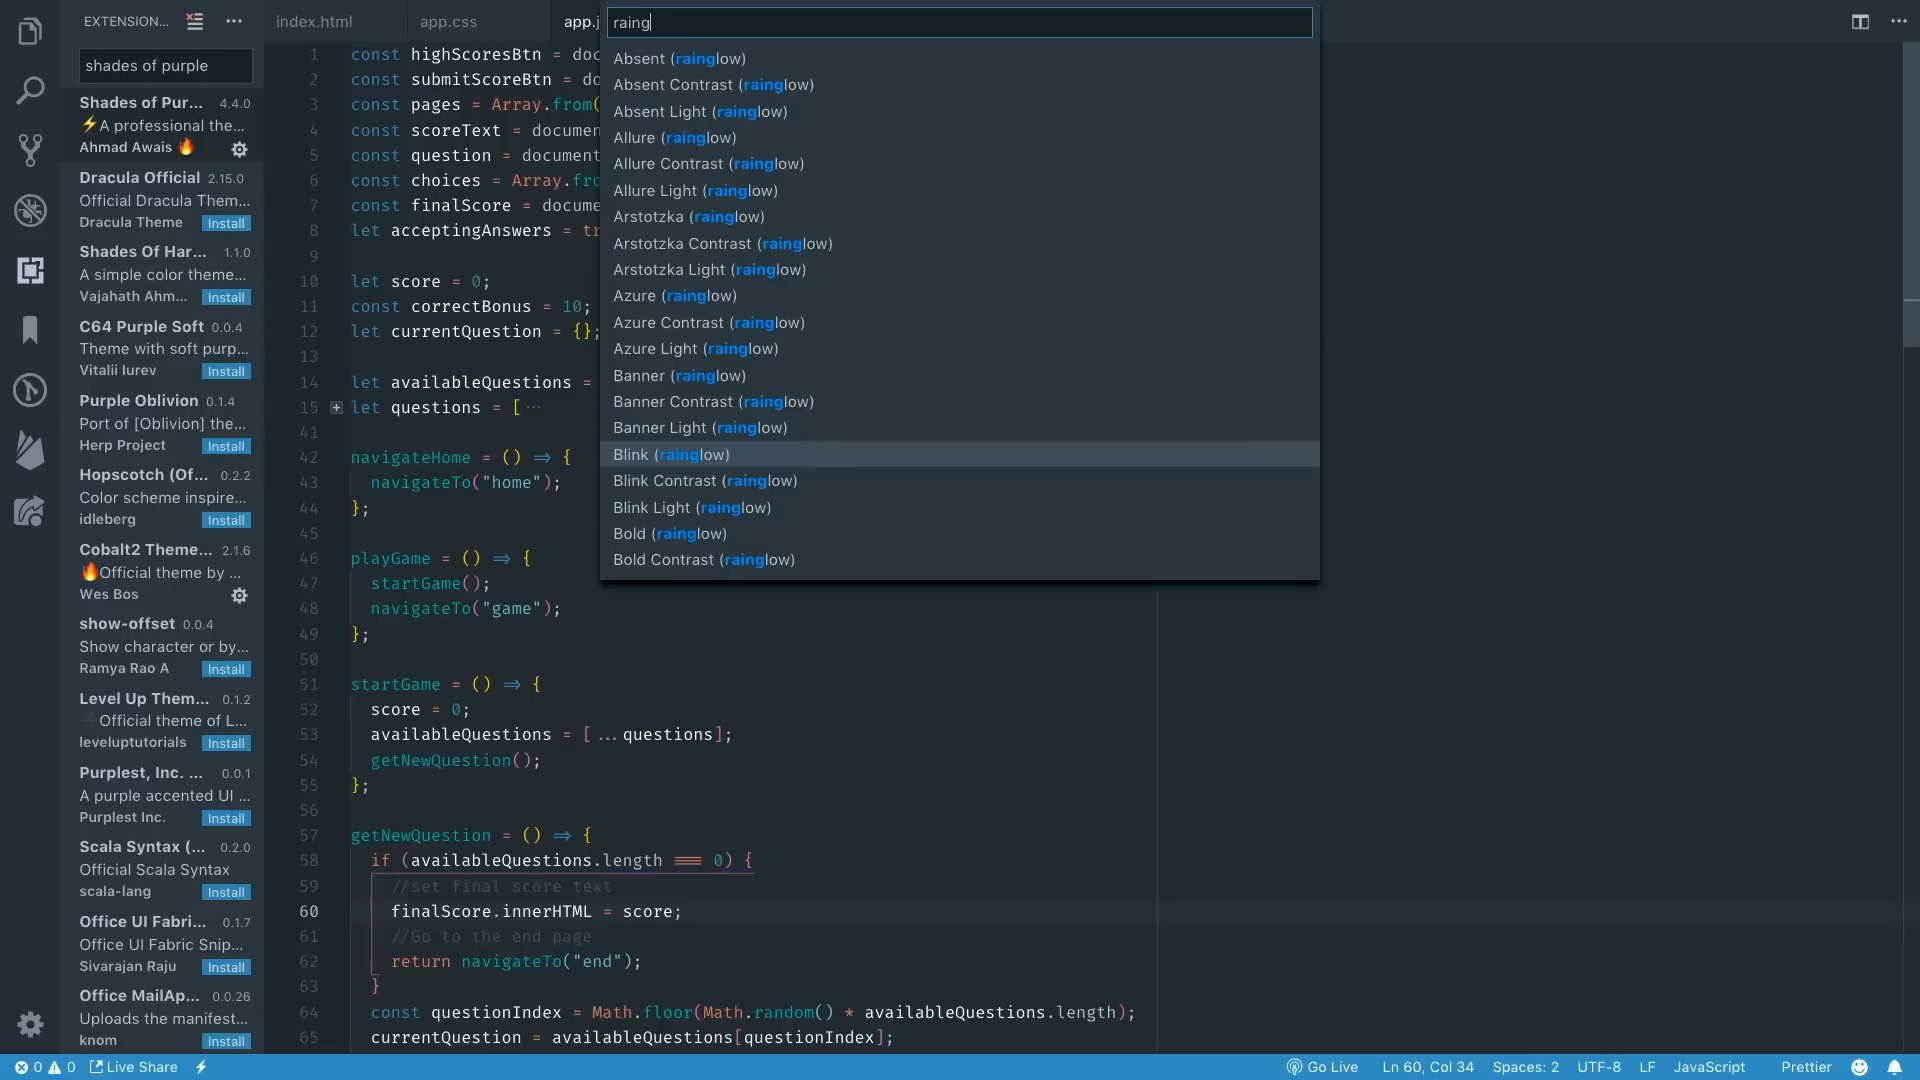 EXTENSION...
shades of purple
Shades of Pur... 4.4.0
⚡A professional the...
Ahmad Awais 🔥
Dracula Official 2.15.0
Official Dracula Them...
Dracula Theme Install
Shades Of Har... 1.1.0
A simple color theme...
Vajahath Ahm... Install
C64 Purple Soft 0.0.4
Theme with soft purp...
Vitalii Iurev Install
Purple Oblivion 0.1.4
Port of [Oblivion] the...
Herp Project Install
Hopscotch (Of... 0.2.2
Color scheme inspire...
idleberg Install
Cobalt2 Theme... 2.1.6
🔥Official theme by ...
Wes Bos
show-offset 0.0.4
Show character or by...
Ramya Rao A Install
Level Up Them... 0.1.2
Official theme of L...
leveluptutorials Install
Purplest, Inc. ... 0.0.1
A purple accented UI ...
Purplest Inc. Install
Scala Syntax (... 0.2.0
Official Scala Syntax
scala-lang Install
Office UI Fabri... 0.1.7
Office UI Fabric Snip...
Sivarajan Raju Install
Office MailAp... 0.0.26
Uploads the manifest...
knom Install
index.html app.css app.j
raing
Absent (rainglow)
Absent Contrast (rainglow)
Absent Light (rainglow)
Allure (rainglow)
Allure Contrast (rainglow)
Allure Light (rainglow)
Arstotzka (rainglow)
Arstotzka Contrast (rainglow)
Arstotzka Light (rainglow)
Azure (rainglow)
Azure Contrast (rainglow)
Azure Light (rainglow)
Banner (rainglow)
Banner Contrast (rainglow)
Banner Light (rainglow)
Blink (rainglow)
Blink Contrast (rainglow)
Blink Light (rainglow)
Bold (rainglow)
Bold Contrast (rainglow)
1 const highScoresBtn = doc
2 const submitScoreBtn = do
3 const pages = Array.from(
4 const scoreText = documen
5 const question = document
6 const choices = Array.fro
7 const finalScore = docume
8 let acceptingAnswers = tr
9
10 let score = 0;
11 const correctBonus = 10;
12 let currentQuestion = {};
13
14 let availableQuestions =
15 let questions = [...
41
42 navigateHome = () => {
43 navigateTo("home");
44 };
45
46 playGame = () => {
47 startGame();
48 navigateTo("game");
49 };
50
51 startGame = () => {
52 score = 0;
53 availableQuestions = [...questions];
54 getNewQuestion();
55 };
56
57 getNewQuestion = () => {
58 if (availableQuestions.length === 0) {
59 //set final score text
60 finalScore.innerHTML = score;
61 //Go to the end page
62 return navigateTo("end");
63 }
64 const questionIndex = Math.floor(Math.random() * availableQuestions.length);
65 currentQuestion = availableQuestions[questionIndex];
0 0 Live Share Go Live Ln 60, Col 34 Spaces: 2 UTF-8 LF JavaScript Prettier